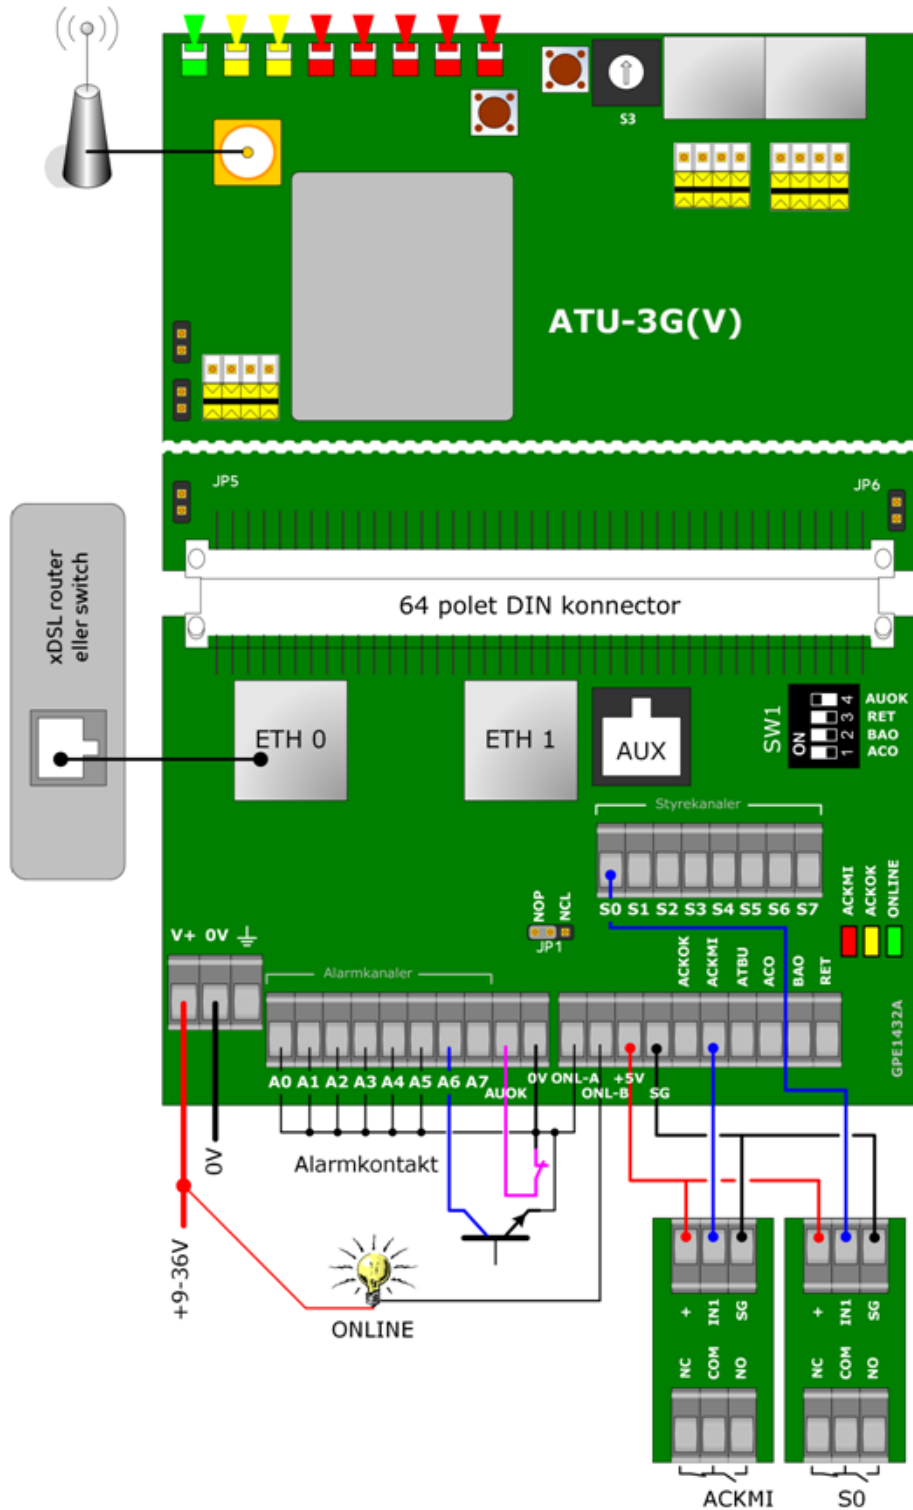 S3
ATU-3G(V)
JP5
JP6
64 polet DIN konnector
xDSL router
eller switch
ETH 0
ETH 1
AUX
SW1
ON
4 AUOK
3 RET
2 BAO
1 ACO
Styrekanaler
S0 S1 S2 S3 S4 S5 S6 S7
ACKMI
ACKOK
ONLINE
NOP
NCL
JP1
V+ 0V
Alarmkanaler
ACKOK
ACKMI
ATBU
ACO
BAO
RET
GPE1432A
A0 A1 A2 A3 A4 A5 A6 A7
AUOK
0V ONL-A +5V
ONL-B SG
0V
Alarmkontakt
+9-36V
ONLINE
+ IN1 SG
NC COM NO
+ IN1 SG
NC COM NO
ACKMI
S0